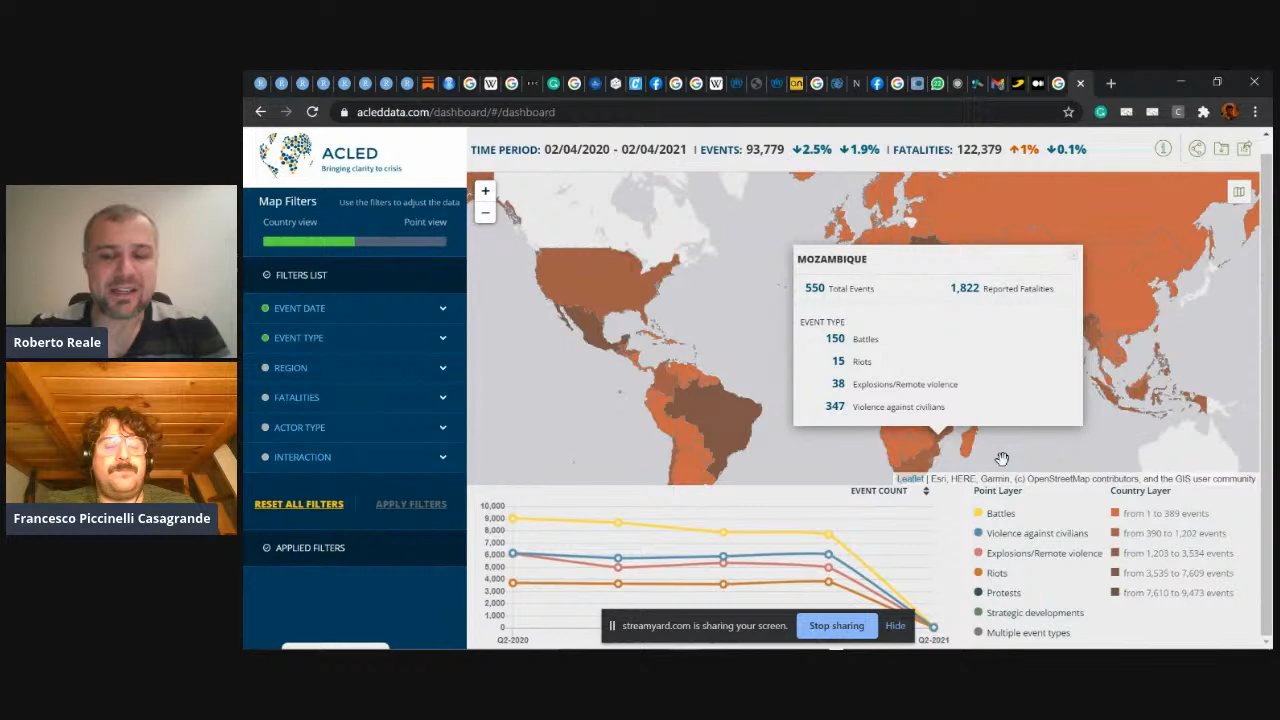 acleddata.com/dashboard/#/dashboard
ACLED
Bringing clarity to crisis
TIME PERIOD: 02/04/2020 - 02/04/2021 | EVENTS: 93,779 ↓2.5% ↓1.9% | FATALITIES: 122,379 ↑1% ↓0.1%
Map Filters Use the filters to adjust the data
Country view Point view
FILTERS LIST
EVENT DATE
EVENT TYPE
REGION
FATALITIES
ACTOR TYPE
INTERACTION
RESET ALL FILTERS APPLY FILTERS
APPLIED FILTERS
+
−
MOZAMBIQUE
550 Total Events 1,822 Reported Fatalities
EVENT TYPE
150 Battles
15 Riots
38 Explosions/Remote violence
347 Violence against civilians
Leaflet | Esri, HERE, Garmin, (c) OpenStreetMap contributors, and the GIS user community
EVENT COUNT
10,000
9,000
8,000
7,000
6,000
5,000
4,000
3,000
2,000
1,000
0
Q2-2020
Q2-2021
Point Layer
Battles
Violence against civilians
Explosions/Remote violence
Riots
Protests
Strategic developments
Multiple event types
Country Layer
from 1 to 389 events
from 390 to 1,202 events
from 1,203 to 3,534 events
from 3,535 to 7,609 events
from 7,610 to 9,473 events
streamyard.com is sharing your screen. Stop sharing Hide
Roberto Reale
Francesco Piccinelli Casagrande